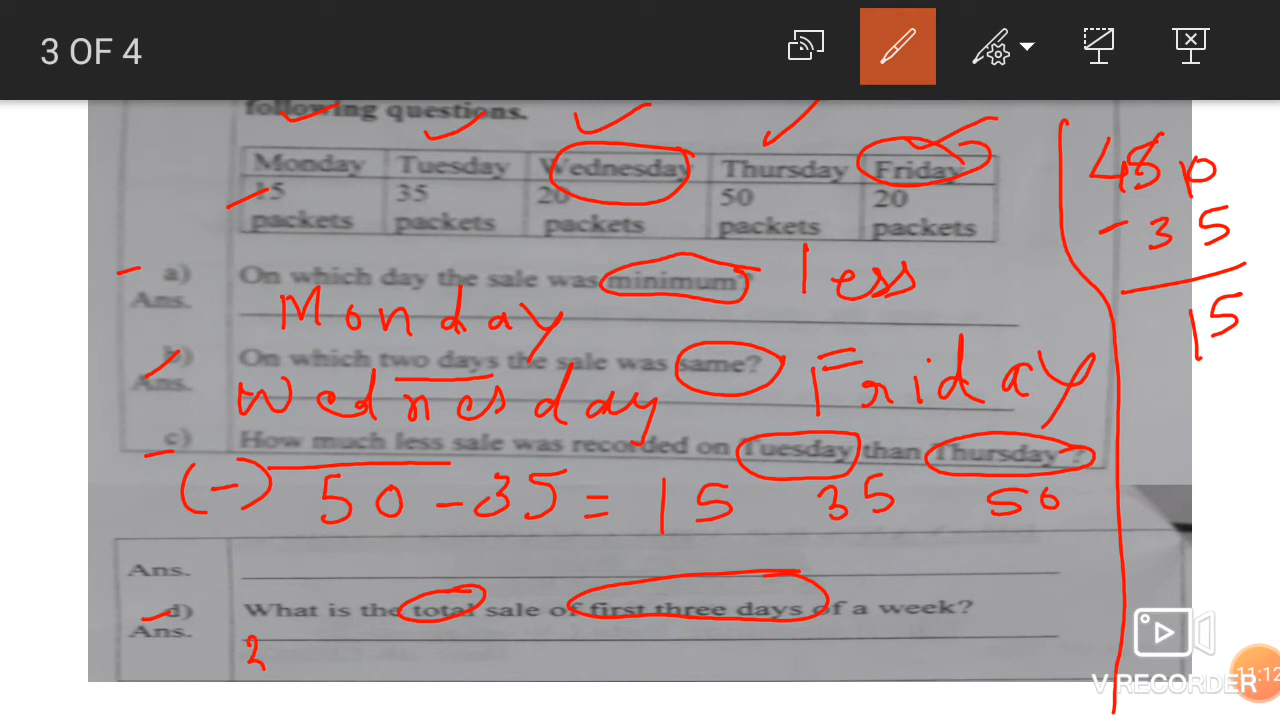 3 OF 4
following questions.
Monday Tuesday Wednesday Thursday Friday
15 packets 35 packets 20 packets 50 packets 20 packets
a) On which day the sale was minimum? less
Ans. Monday
b) On which two days the sale was same?
Ans. Wednesday Friday
c) How much less sale was recorded on Tuesday than Thursday?
(-) 50 - 35 = 15 35 50
Ans.
d) What is the total sale of first three days of a week?
Ans.
2
- 35
15
V RECORDER
11:12